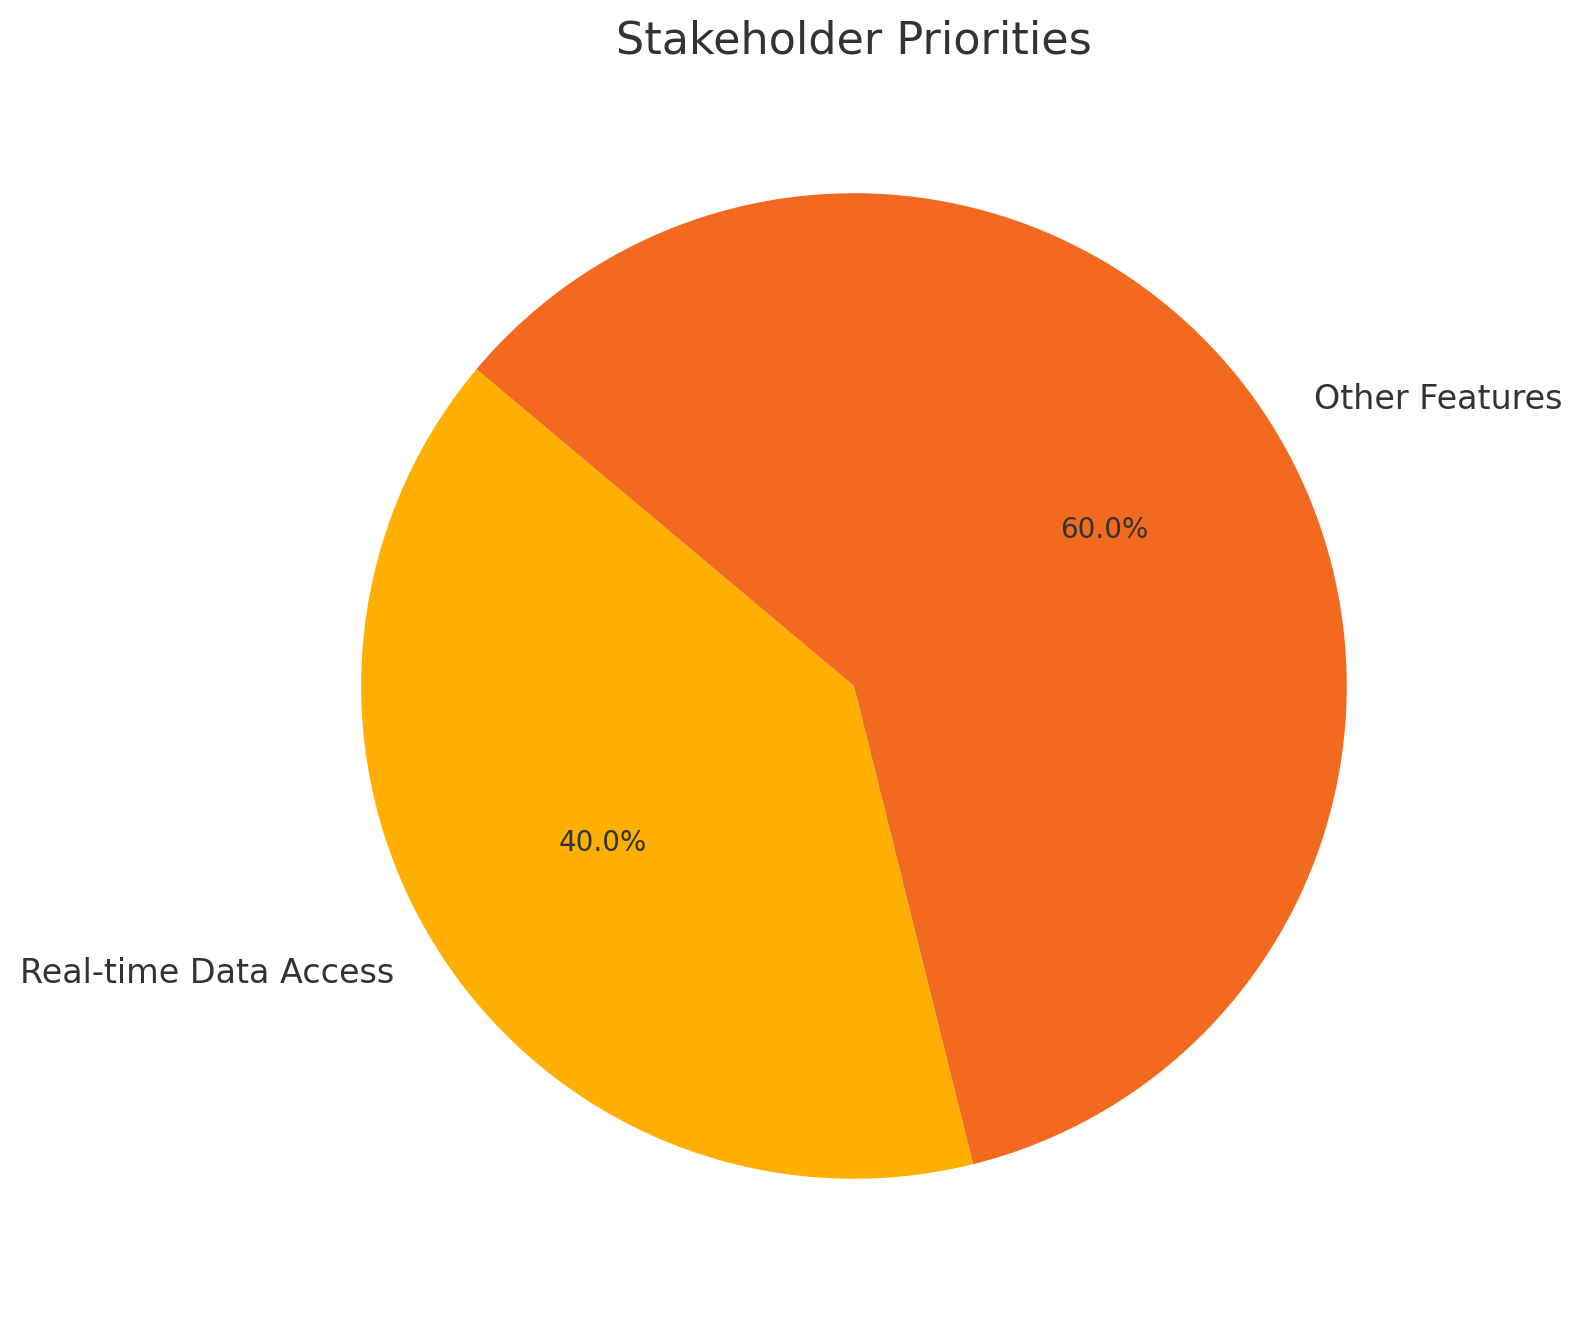 Stakeholder Priorities
Other Features
60.0%
40.0%
Real-time Data Access